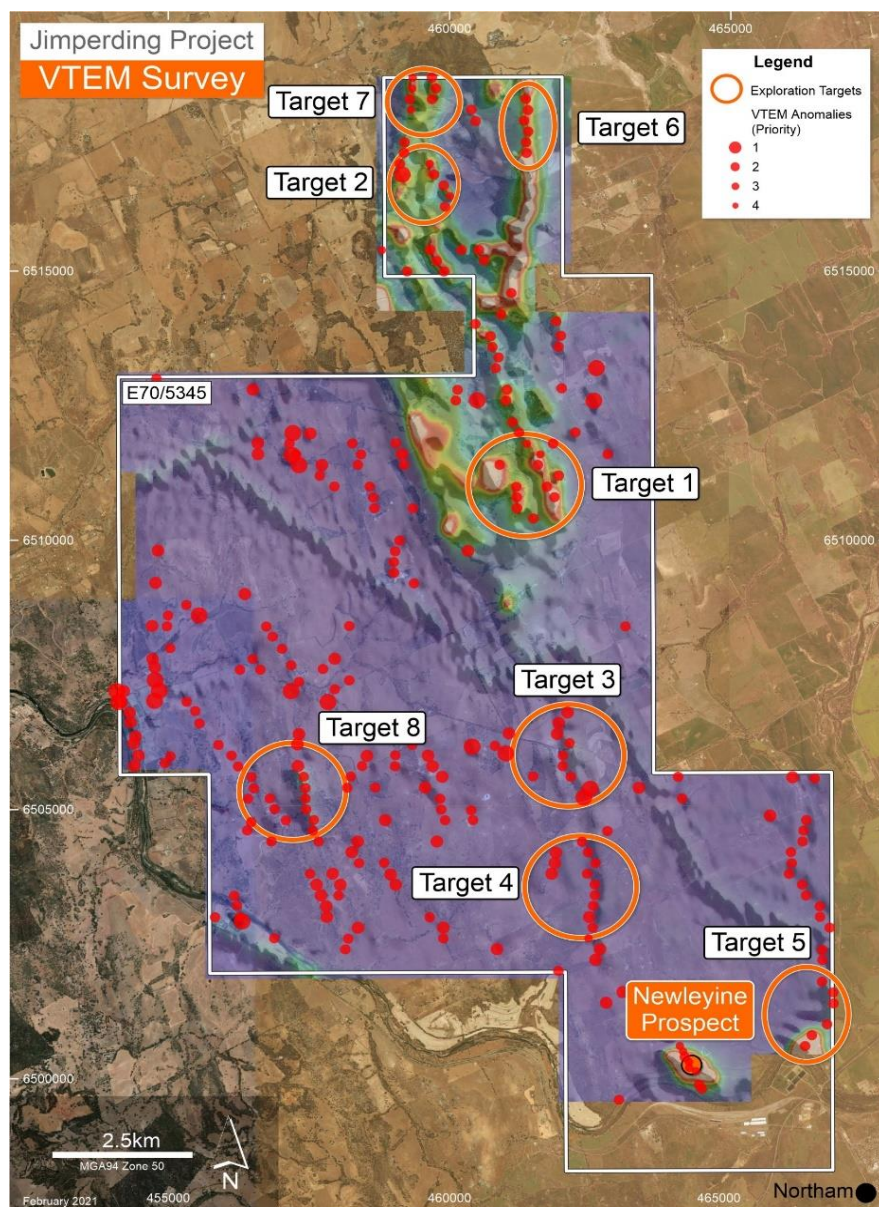 Jimperding Project
VTEM Survey
460000
465000
Legend
Exploration Targets
VTEM Anomalies
(Priority)
1
2
3
4
Target 7
Target 6
Target 2
6515000
6515000
E70/5345
Target 1
6510000
6510000
Target 3
Target 8
6505000
6505000
Target 4
Target 5
Newleyine
Prospect
6500000
6500000
2.5km
MGA94 Zone 50
N
February 2021
455000
460000
465000
Northam